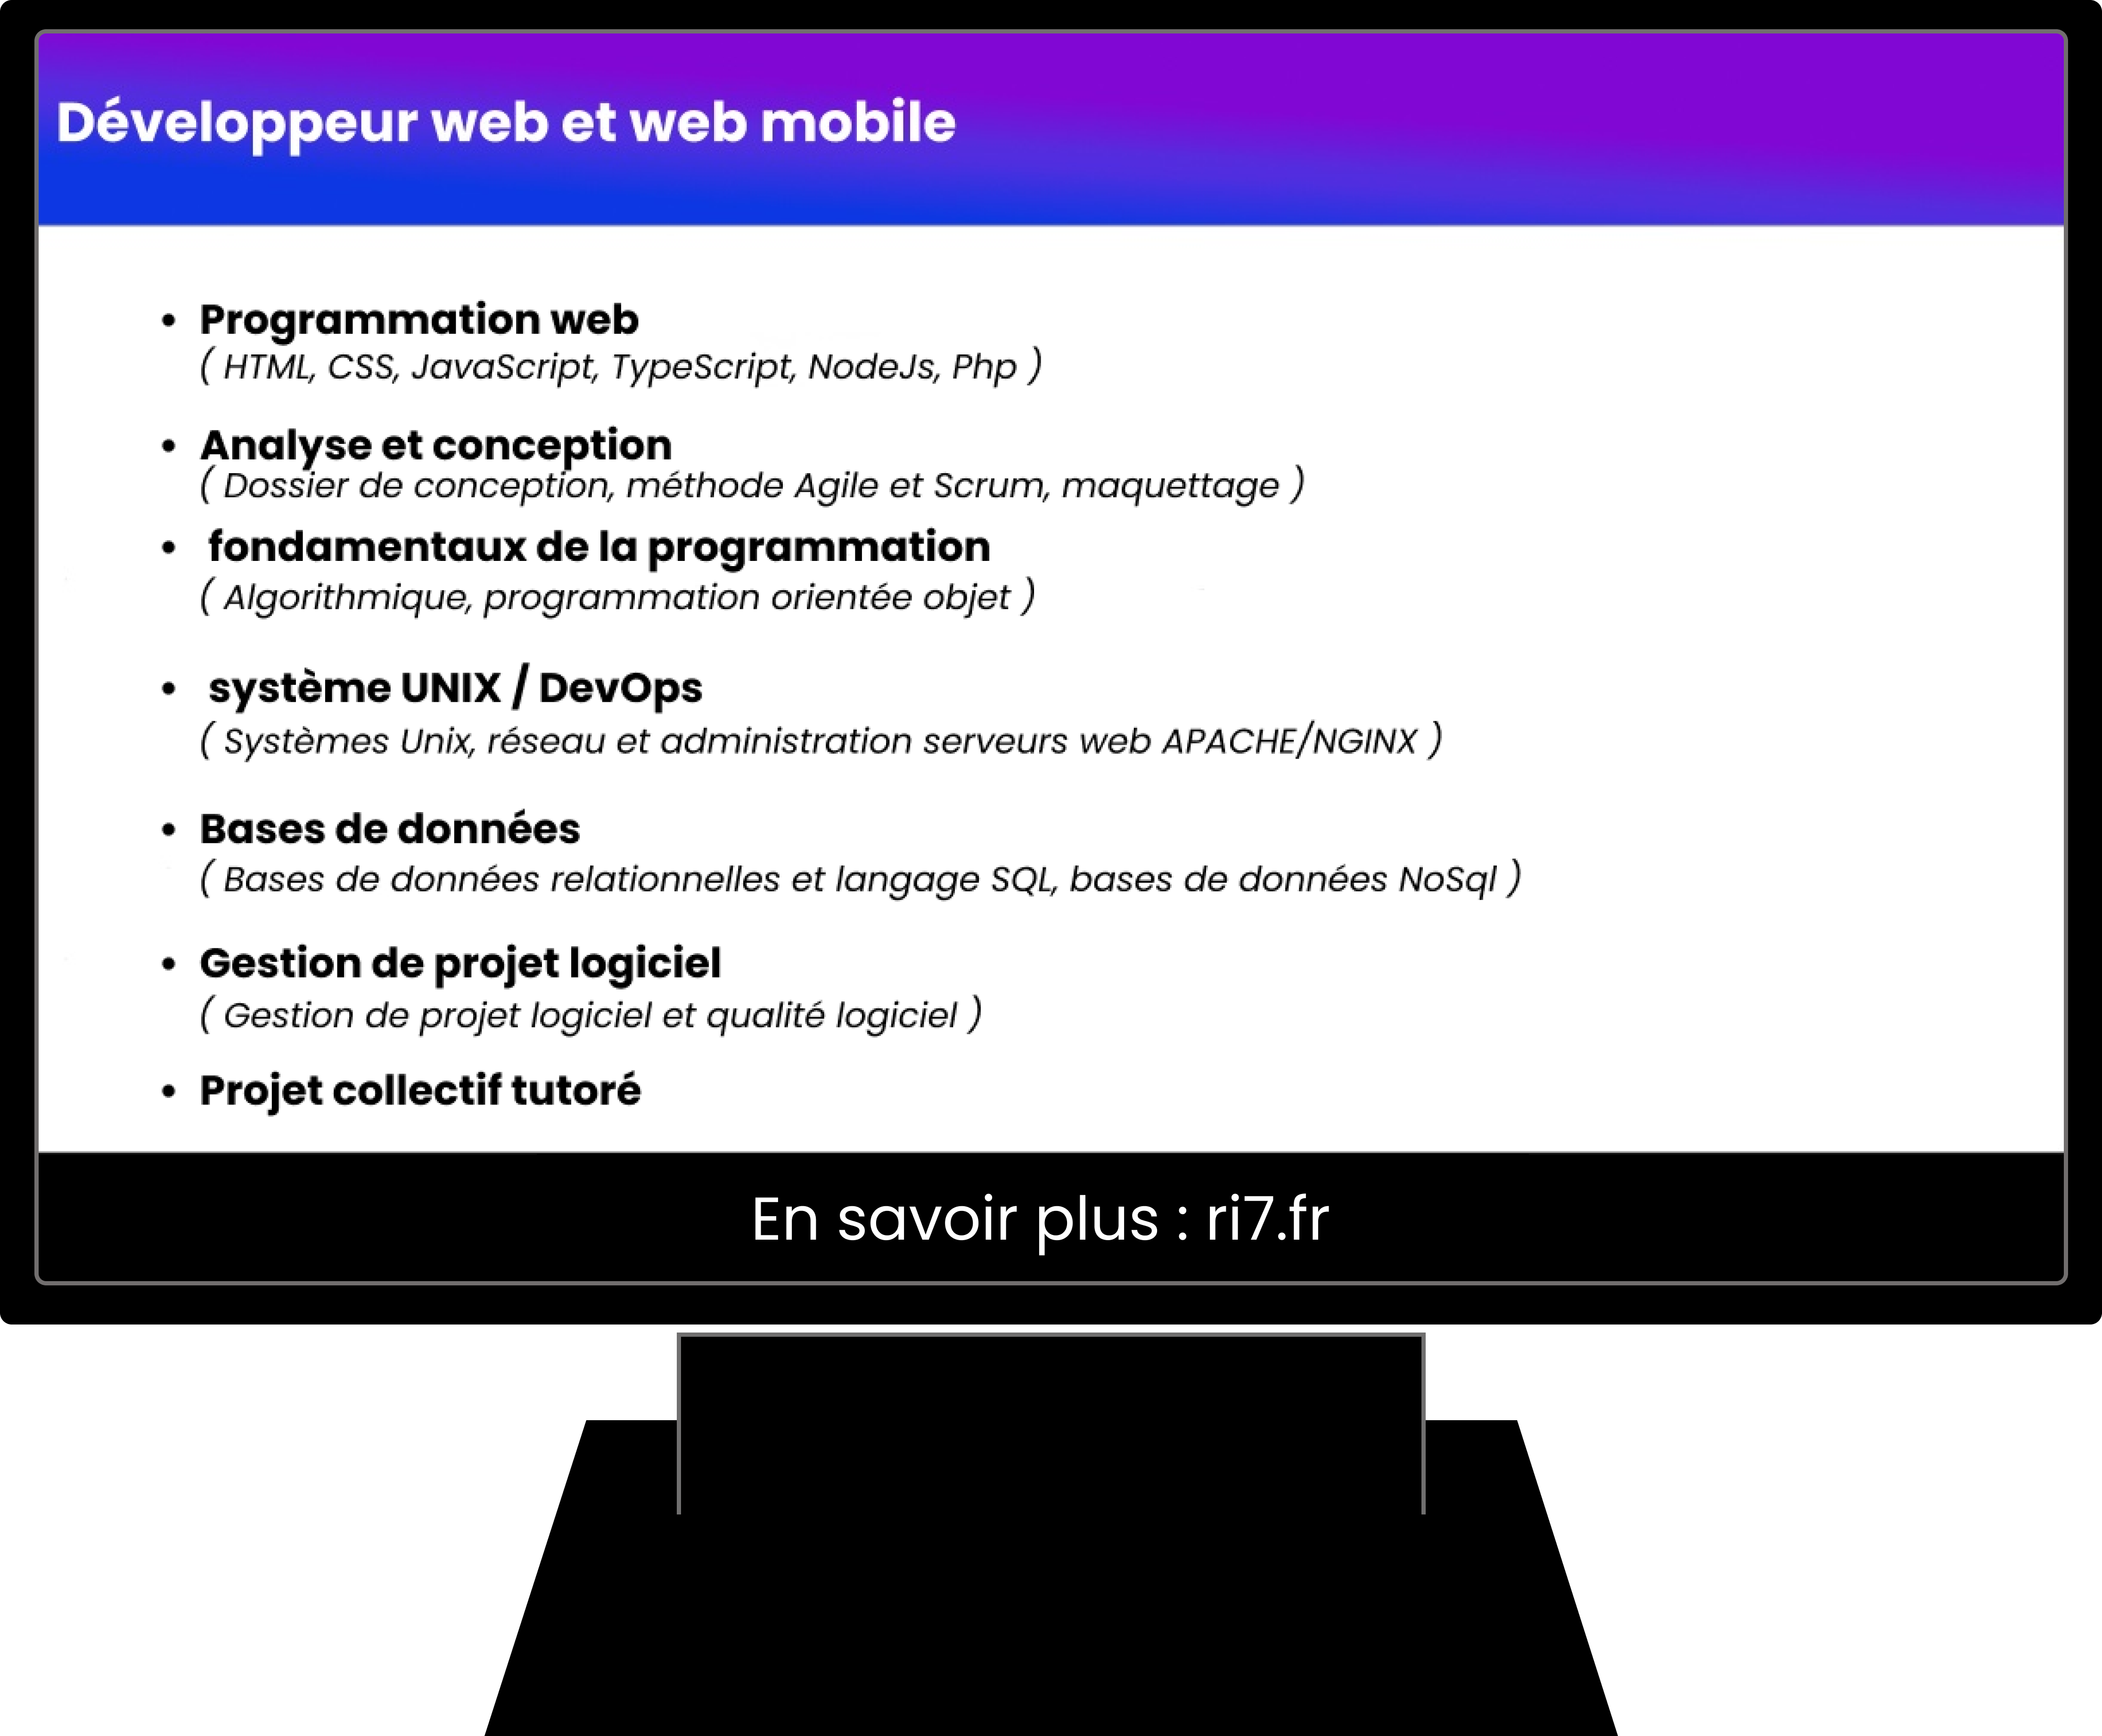 Développeur web et web mobile
• Programmation web
( HTML, CSS, JavaScript, TypeScript, NodeJs, Php )
• Analyse et conception
( Dossier de conception, méthode Agile et Scrum, maquettage )
• fondamentaux de la programmation
( Algorithmique, programmation orientée objet )
• système UNIX / DevOps
( Systèmes Unix, réseau et administration serveurs web APACHE/NGINX )
• Bases de données
( Bases de données relationnelles et langage SQL, bases de données NoSql )
• Gestion de projet logiciel
( Gestion de projet logiciel et qualité logiciel )
• Projet collectif tutoré
En savoir plus : ri7.fr